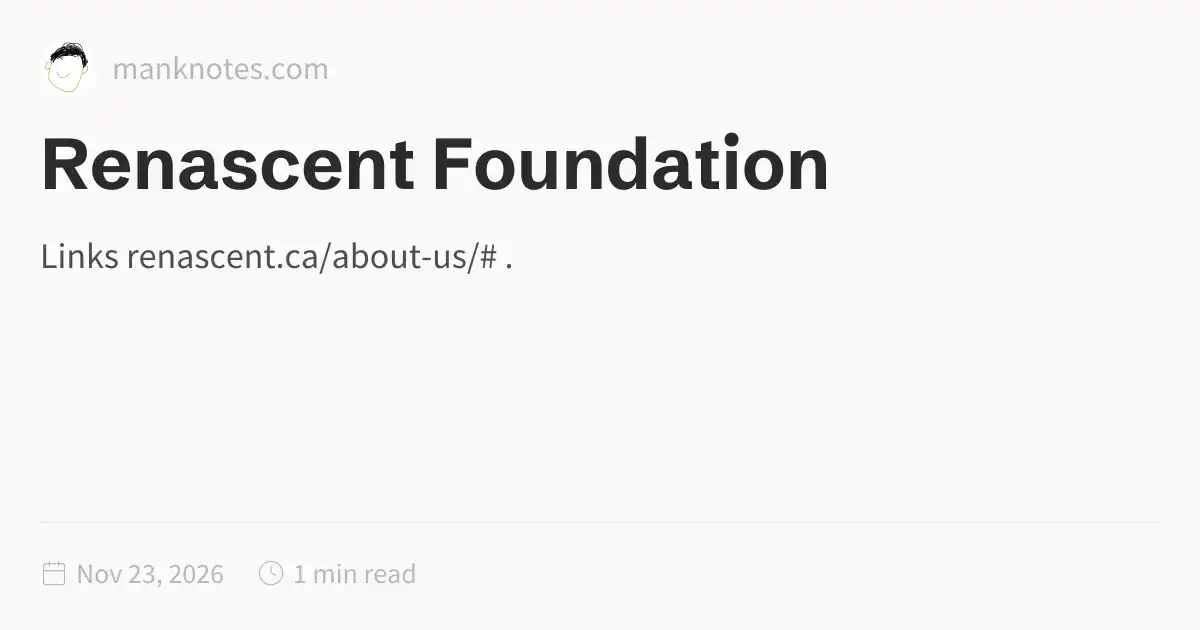 manknotes.com
Renascent Foundation
Links renascent.ca/about-us/# .
Nov 23, 2026 1 min read